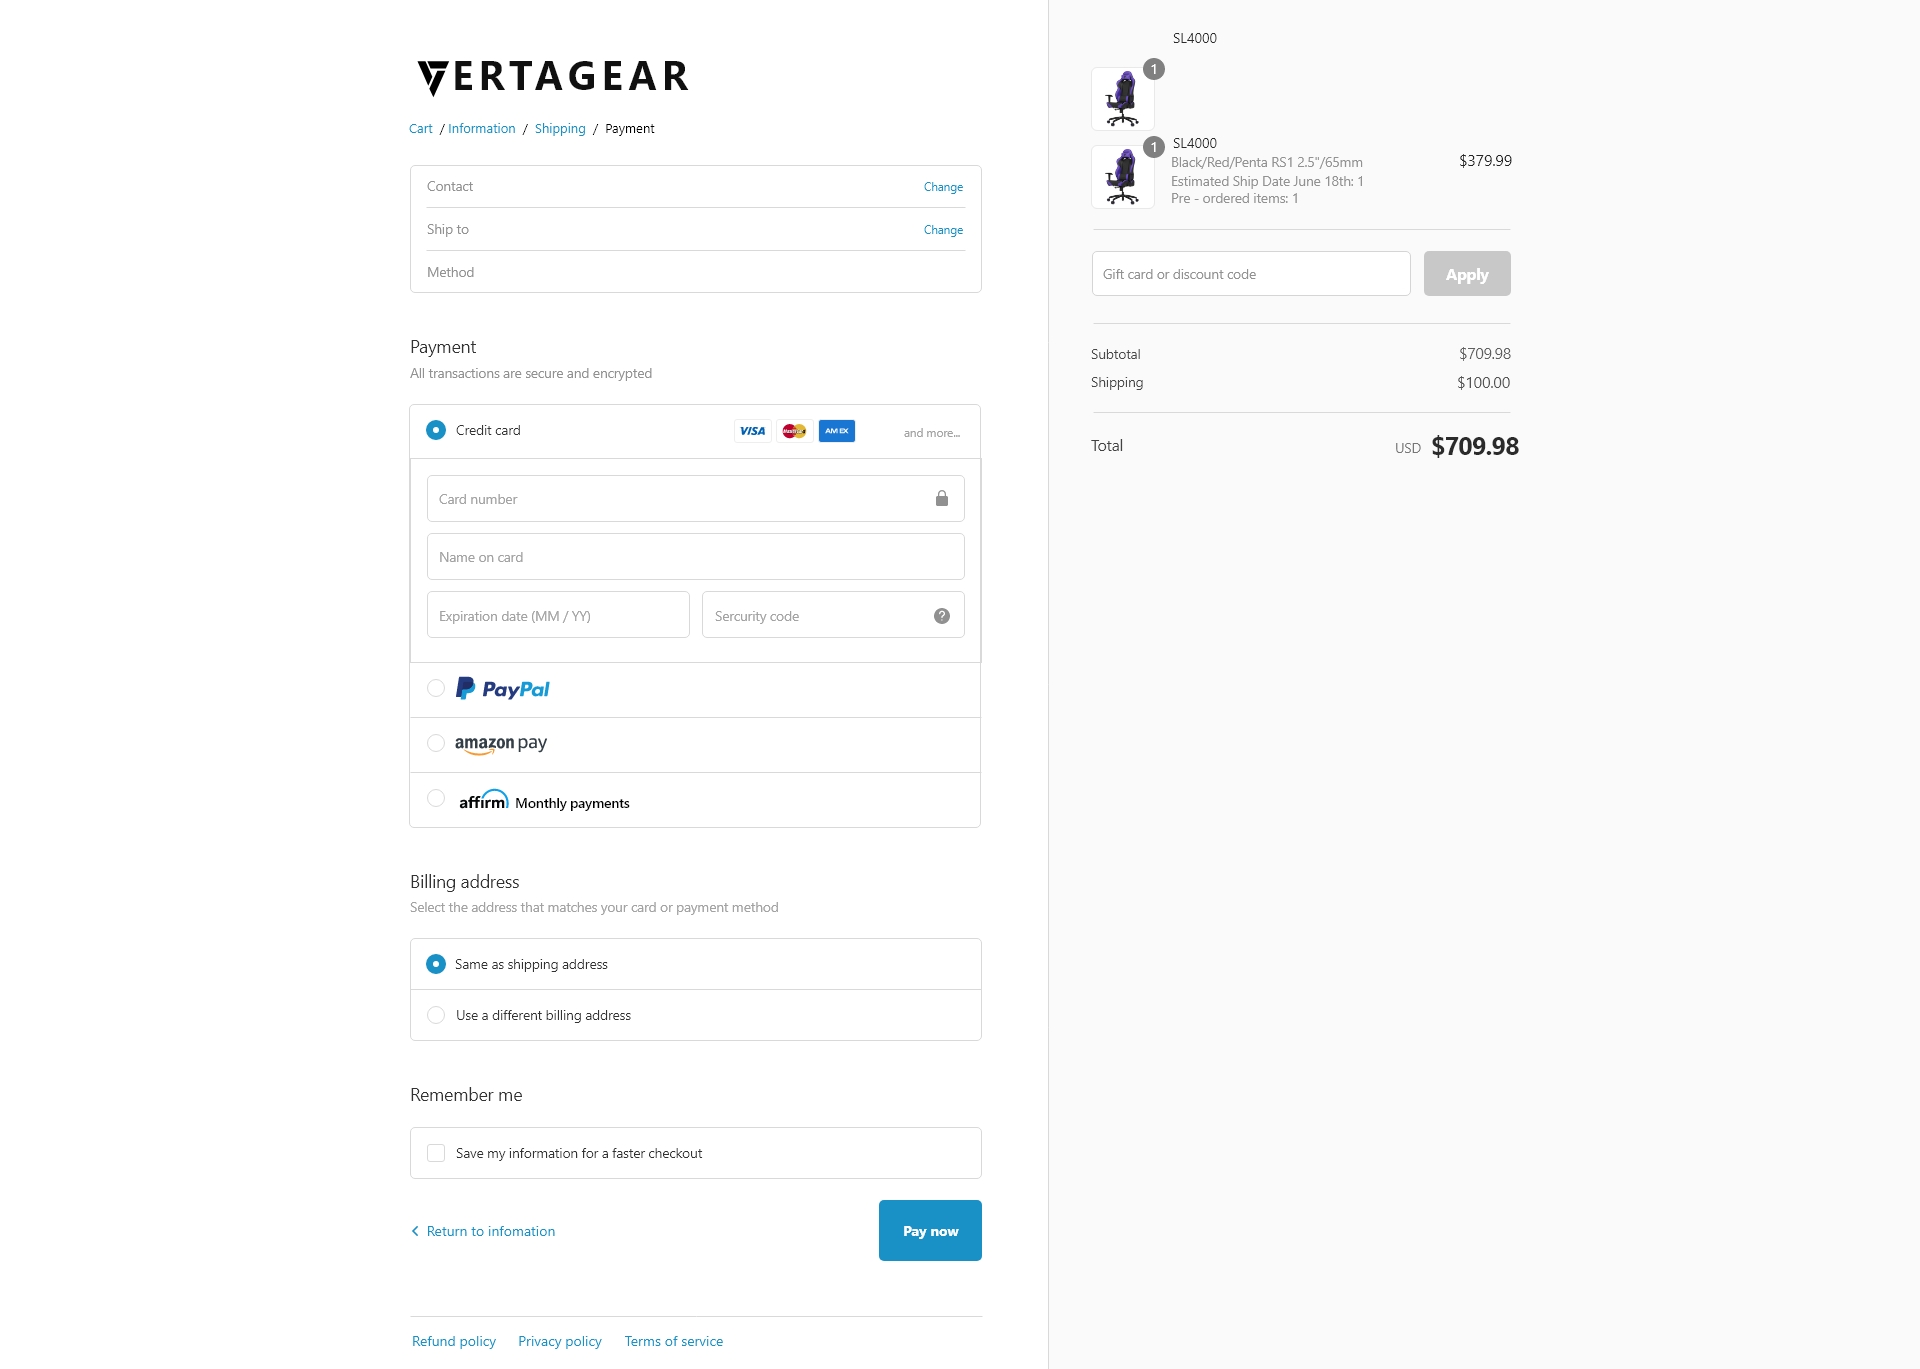 VERTAGEAR
Cart / Information / Shipping / Payment
Contact Change
Ship to Change
Method
Payment
All transactions are secure and encrypted
Credit card VISA MasterCard AMEX and more...
Card number
Name on card
Expiration date (MM / YY) Sercurity code ?
PayPal
amazon pay
affirm Monthly payments
Billing address
Select the address that matches your card or payment method
Same as shipping address
Use a different billing address
Remember me
Save my information for a faster checkout
Return to infomation Pay now
Refund policy Privacy policy Terms of service
SL4000
1
1
SL4000
Black/Red/Penta RS1 2.5"/65mm $379.99
Estimated Ship Date June 18th: 1
Pre - ordered items: 1
Gift card or discount code Apply
Subtotal $709.98
Shipping $100.00
Total USD $709.98